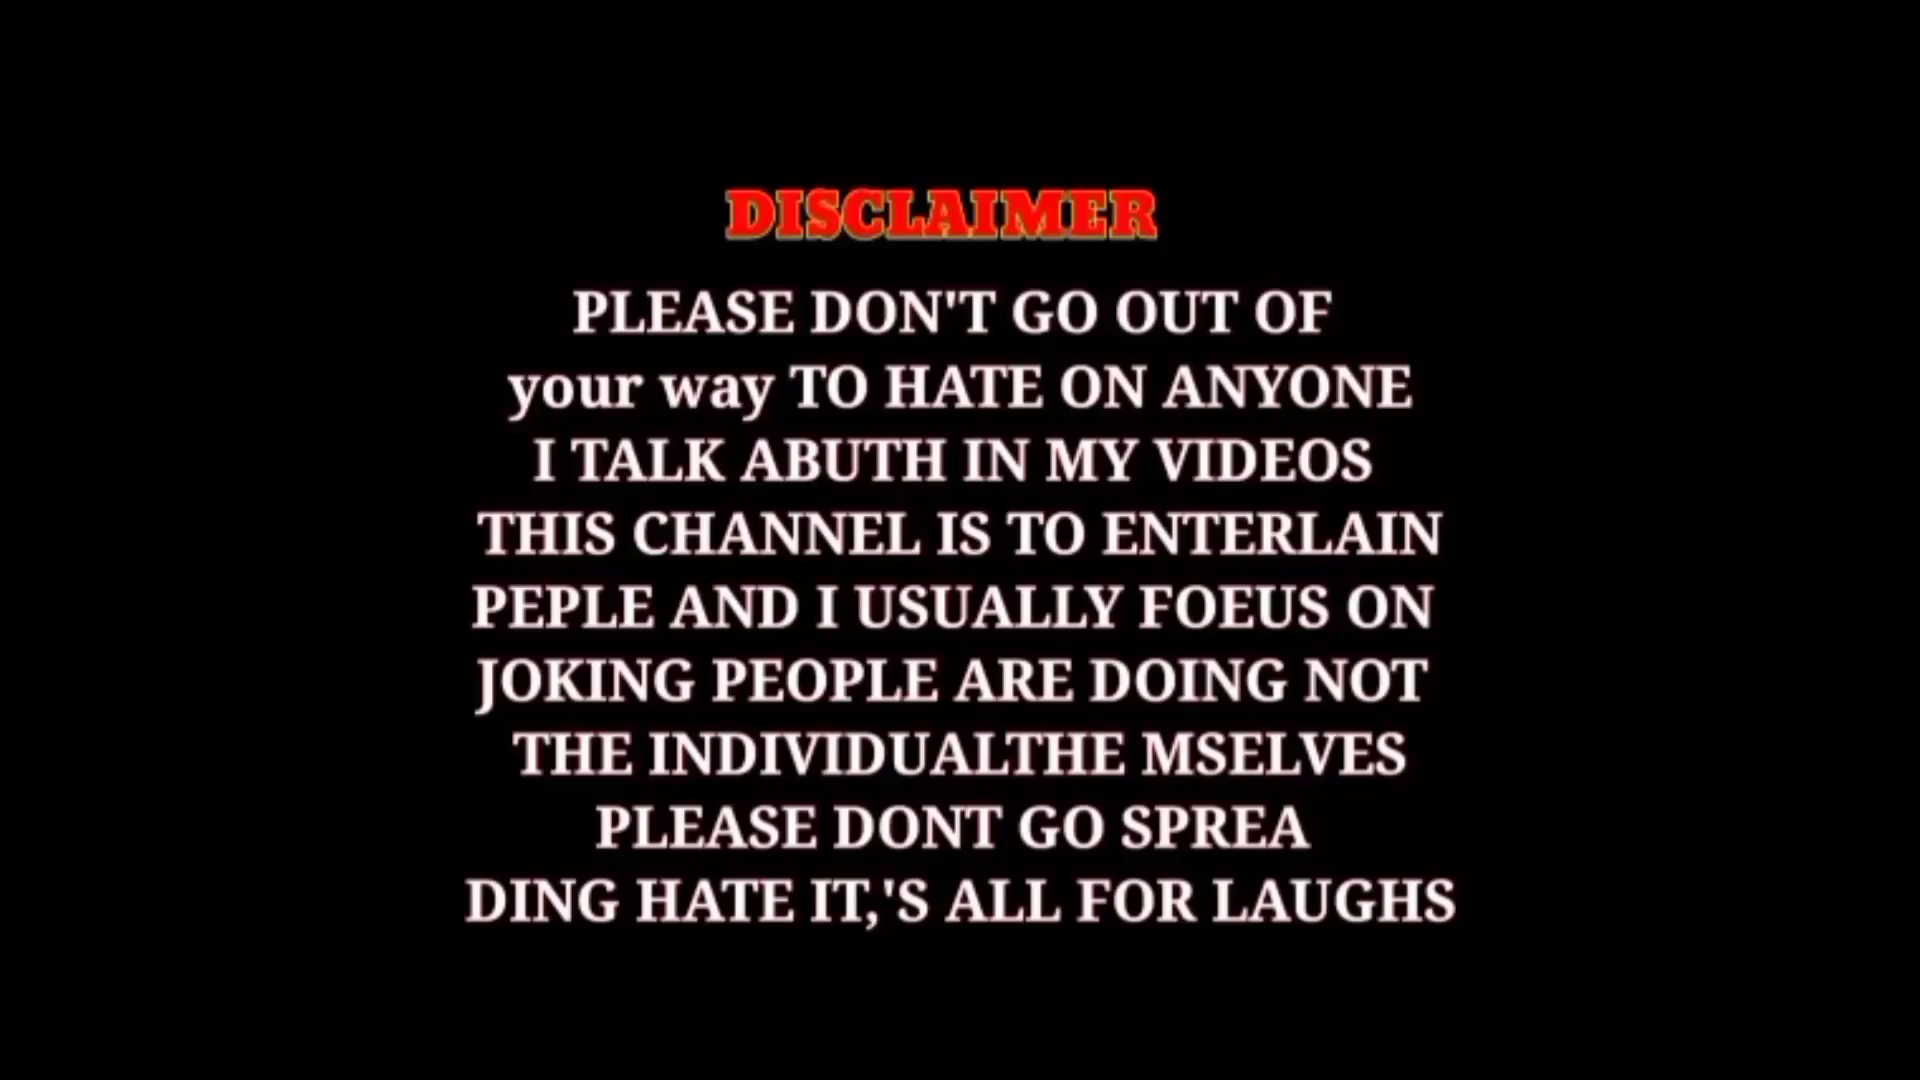 DISCLAIMER
PLEASE DON'T GO OUT OF
your way TO HATE ON ANYONE
I TALK ABUTH IN MY VIDEOS
THIS CHANNEL IS TO ENTERLAIN
PEPLE AND I USUALLY FOEUS ON
JOKING PEOPLE ARE DOING NOT
THE INDIVIDUALTHE MSELVES
PLEASE DONT GO SPREA
DING HATE IT,'S ALL FOR LAUGHS